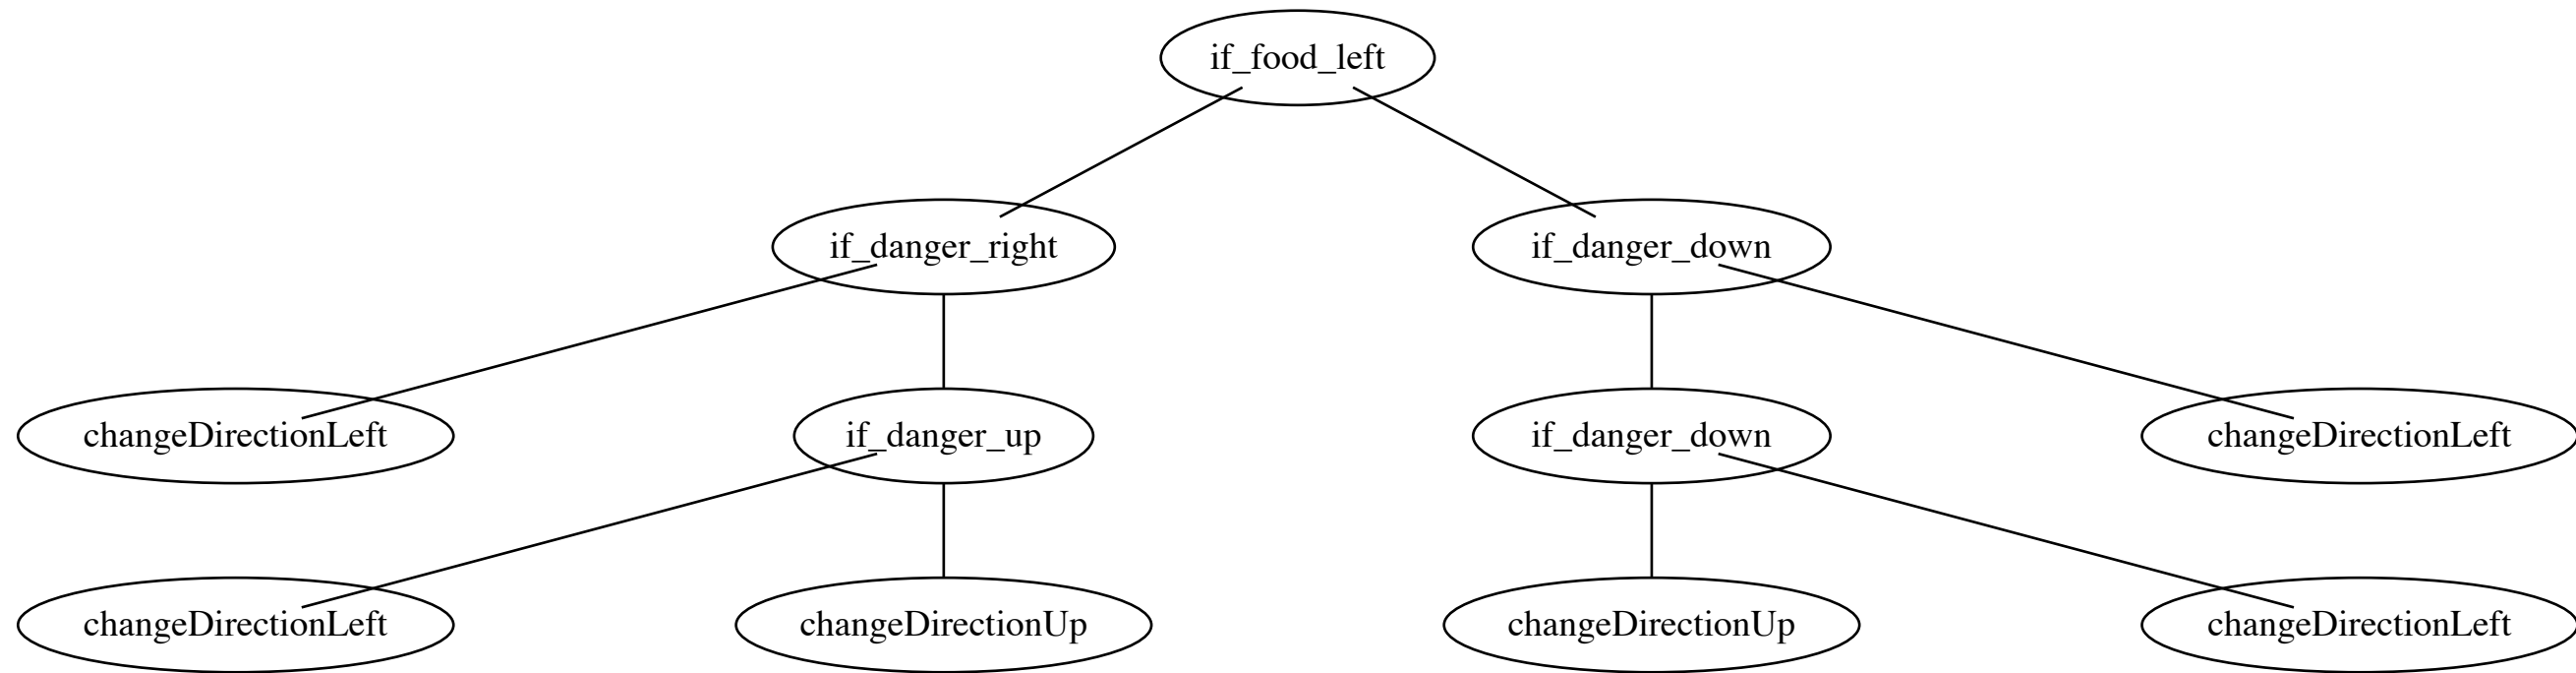 if_food_left
if_danger_right
if_danger_down
changeDirectionLeft
if_danger_up
if_danger_down
changeDirectionLeft
changeDirectionLeft
changeDirectionUp
changeDirectionUp
changeDirectionLeft